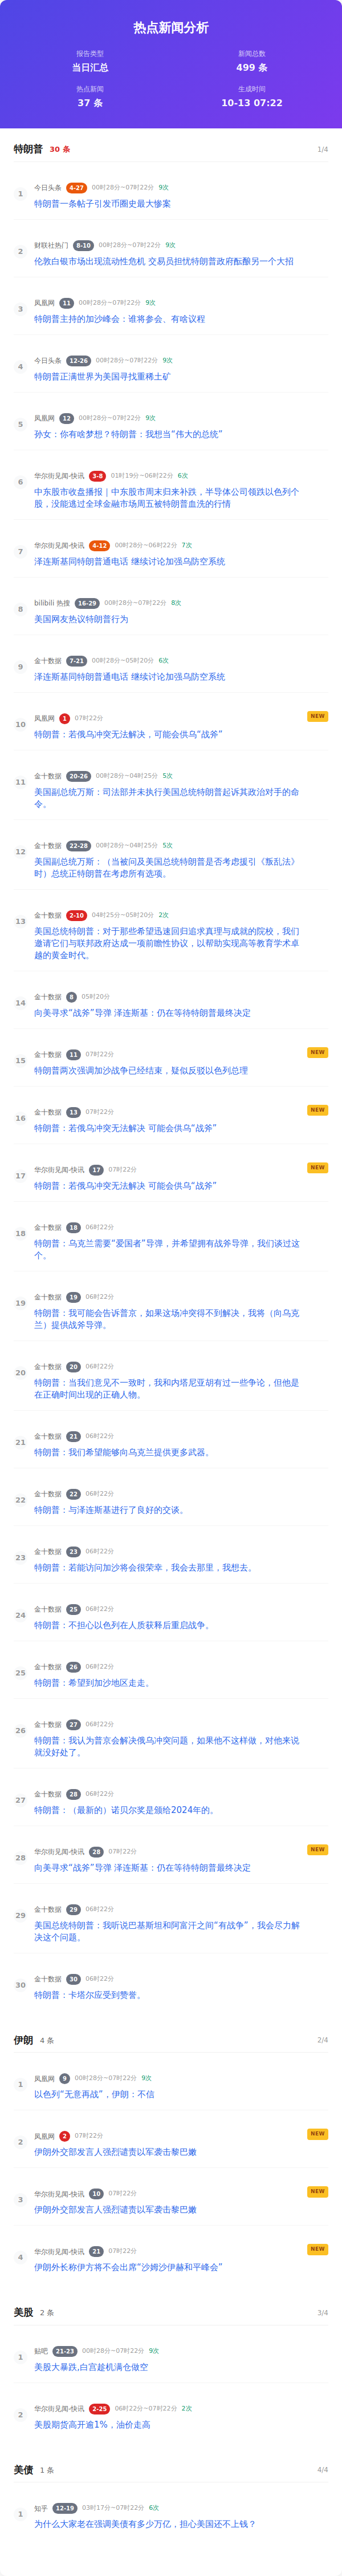 热点新闻分析
报告类型
当日汇总
新闻总数
499 条
热点新闻
37 条
生成时间
10-13 07:22
特朗普 30 条 1/4
1
今日头条 4-27 00时28分~07时22分 9次
特朗普一条帖子引发币圈史上最大惨案
2
财联社热门 8-10 00时28分~07时22分 9次
伦敦白银市场出现流动性危机 交易员担忧特朗普政府酝酿另一个大招
3
凤凰网 11 00时28分~07时22分 9次
特朗普主持的加沙峰会：谁将参会、有啥议程
4
今日头条 12-26 00时28分~07时22分 9次
特朗普正满世界为美国寻找重稀土矿
5
凤凰网 12 00时28分~07时22分 9次
孙女：你有啥梦想？特朗普：我想当“伟大的总统”
6
华尔街见闻-快讯 3-8 01时19分~06时22分 6次
中东股市收盘播报｜中东股市周末归来补跌，半导体公司领跌以色列个
股，没能逃过全球金融市场周五被特朗普血洗的行情
7
华尔街见闻-快讯 4-12 00时28分~06时22分 7次
泽连斯基同特朗普通电话 继续讨论加强乌防空系统
8
bilibili 热搜 16-29 00时28分~07时22分 8次
美国网友热议特朗普行为
9
金十数据 7-21 00时28分~05时20分 6次
泽连斯基同特朗普通电话 继续讨论加强乌防空系统
10
凤凰网 1 07时22分
NEW
特朗普：若俄乌冲突无法解决，可能会供乌“战斧”
11
金十数据 20-26 00时28分~04时25分 5次
美国副总统万斯：司法部并未执行美国总统特朗普起诉其政治对手的命
令。
12
金十数据 22-28 00时28分~04时25分 5次
美国副总统万斯：（当被问及美国总统特朗普是否考虑援引《叛乱法》
时）总统正特朗普在考虑所有选项。
13
金十数据 2-10 04时25分~05时20分 2次
美国总统特朗普：对于那些希望迅速回归追求真理与成就的院校，我们
邀请它们与联邦政府达成一项前瞻性协议，以帮助实现高等教育学术卓
越的黄金时代。
14
金十数据 8 05时20分
向美寻求“战斧”导弹 泽连斯基：仍在等待特朗普最终决定
15
金十数据 11 07时22分
NEW
特朗普两次强调加沙战争已经结束，疑似反驳以色列总理
16
金十数据 13 07时22分
NEW
特朗普：若俄乌冲突无法解决 可能会供乌“战斧”
17
华尔街见闻-快讯 17 07时22分
NEW
特朗普：若俄乌冲突无法解决 可能会供乌“战斧”
18
金十数据 18 06时22分
特朗普：乌克兰需要“爱国者”导弹，并希望拥有战斧导弹，我们谈过这
个。
19
金十数据 19 06时22分
特朗普：我可能会告诉普京，如果这场冲突得不到解决，我将（向乌克
兰）提供战斧导弹。
20
金十数据 20 06时22分
特朗普：当我们意见不一致时，我和内塔尼亚胡有过一些争论，但他是
在正确时间出现的正确人物。
21
金十数据 21 06时22分
特朗普：我们希望能够向乌克兰提供更多武器。
22
金十数据 22 06时22分
特朗普：与泽连斯基进行了良好的交谈。
23
金十数据 23 06时22分
特朗普：若能访问加沙将会很荣幸，我会去那里，我想去。
24
金十数据 25 06时22分
特朗普：不担心以色列在人质获释后重启战争。
25
金十数据 26 06时22分
特朗普：希望到加沙地区走走。
26
金十数据 27 06时22分
特朗普：我认为普京会解决俄乌冲突问题，如果他不这样做，对他来说
就没好处了。
27
金十数据 28 06时22分
特朗普：（最新的）诺贝尔奖是颁给2024年的。
28
华尔街见闻-快讯 28 07时22分
NEW
向美寻求“战斧”导弹 泽连斯基：仍在等待特朗普最终决定
29
金十数据 29 06时22分
美国总统特朗普：我听说巴基斯坦和阿富汗之间“有战争”，我会尽力解
决这个问题。
30
金十数据 30 06时22分
特朗普：卡塔尔应受到赞誉。
伊朗 4 条 2/4
1
凤凰网 9 00时28分~07时22分 9次
以色列“无意再战”，伊朗：不信
2
凤凰网 2 07时22分
NEW
伊朗外交部发言人强烈谴责以军袭击黎巴嫩
3
华尔街见闻-快讯 10 07时22分
NEW
伊朗外交部发言人强烈谴责以军袭击黎巴嫩
4
华尔街见闻-快讯 21 07时22分
NEW
伊朗外长称伊方将不会出席“沙姆沙伊赫和平峰会”
美股 2 条 3/4
1
贴吧 21-23 00时28分~07时22分 9次
美股大暴跌,白宫趁机满仓做空
2
华尔街见闻-快讯 2-25 06时22分~07时22分 2次
美股期货高开逾1%，油价走高
美债 1 条 4/4
1
知乎 12-19 03时17分~07时22分 6次
为什么大家老在强调美债有多少万亿，担心美国还不上钱？